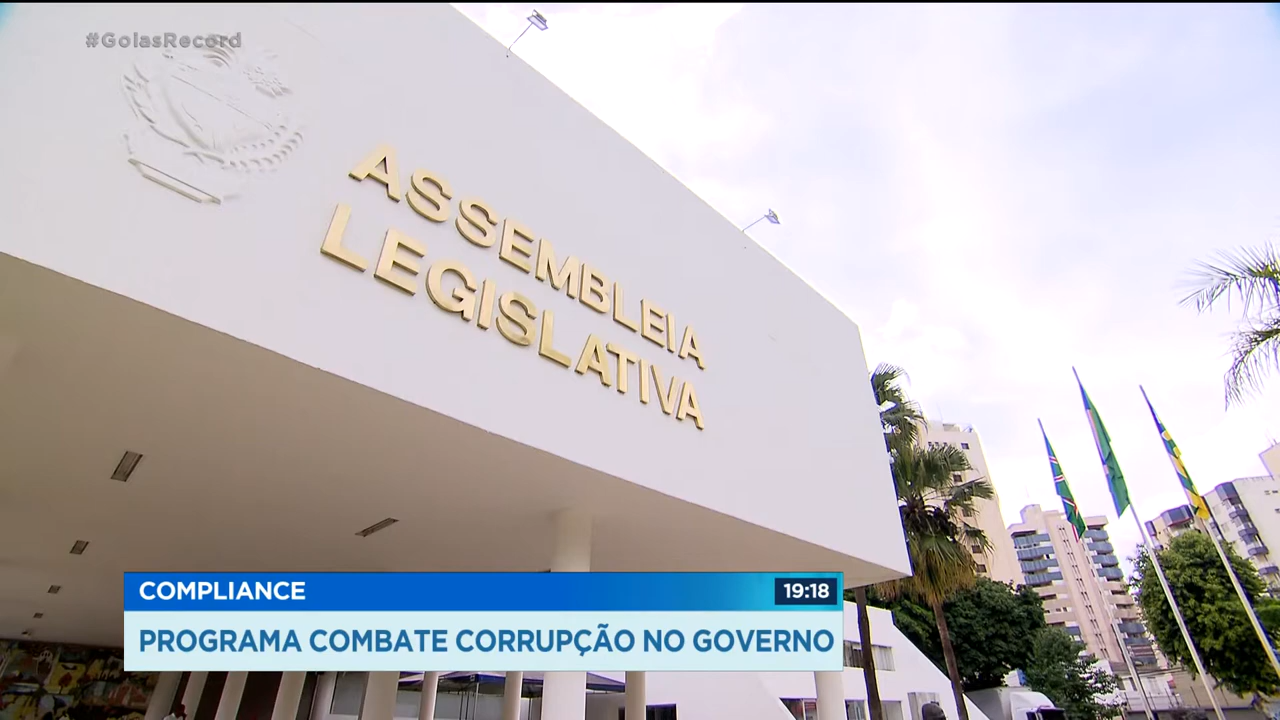 #GoiasRecord
ASSEMBLEIA
LEGISLATIVA
COMPLIANCE
19:18
PROGRAMA COMBATE CORRUPÇÃO NO GOVERNO